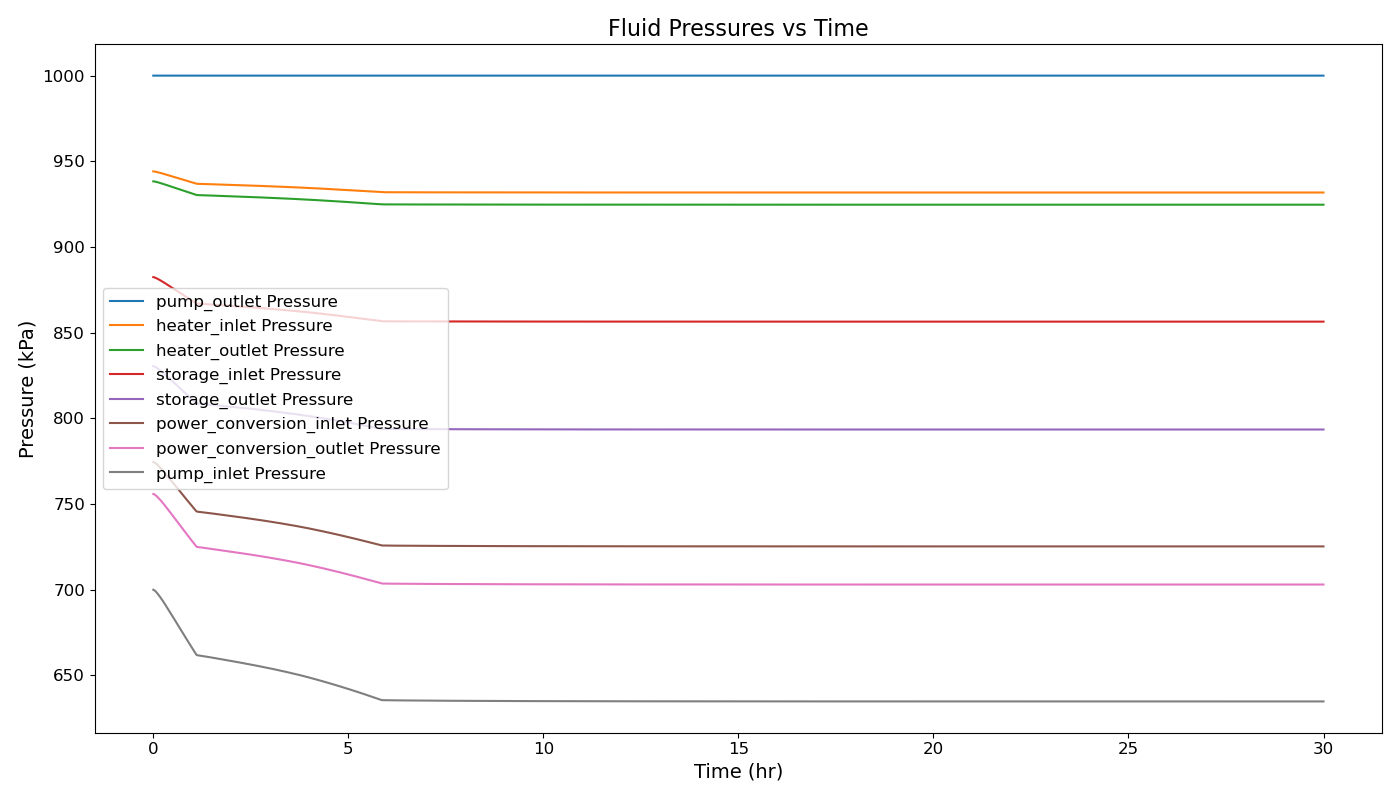 Fluid Pressures vs Time
1000
950
900
850
800
750
700
650
Pressure (kPa)
pump_outlet Pressure
heater_inlet Pressure
heater_outlet Pressure
storage_inlet Pressure
storage_outlet Pressure
power_conversion_inlet Pressure
power_conversion_outlet Pressure
pump_inlet Pressure
0 5 10 15 20 25 30
Time (hr)